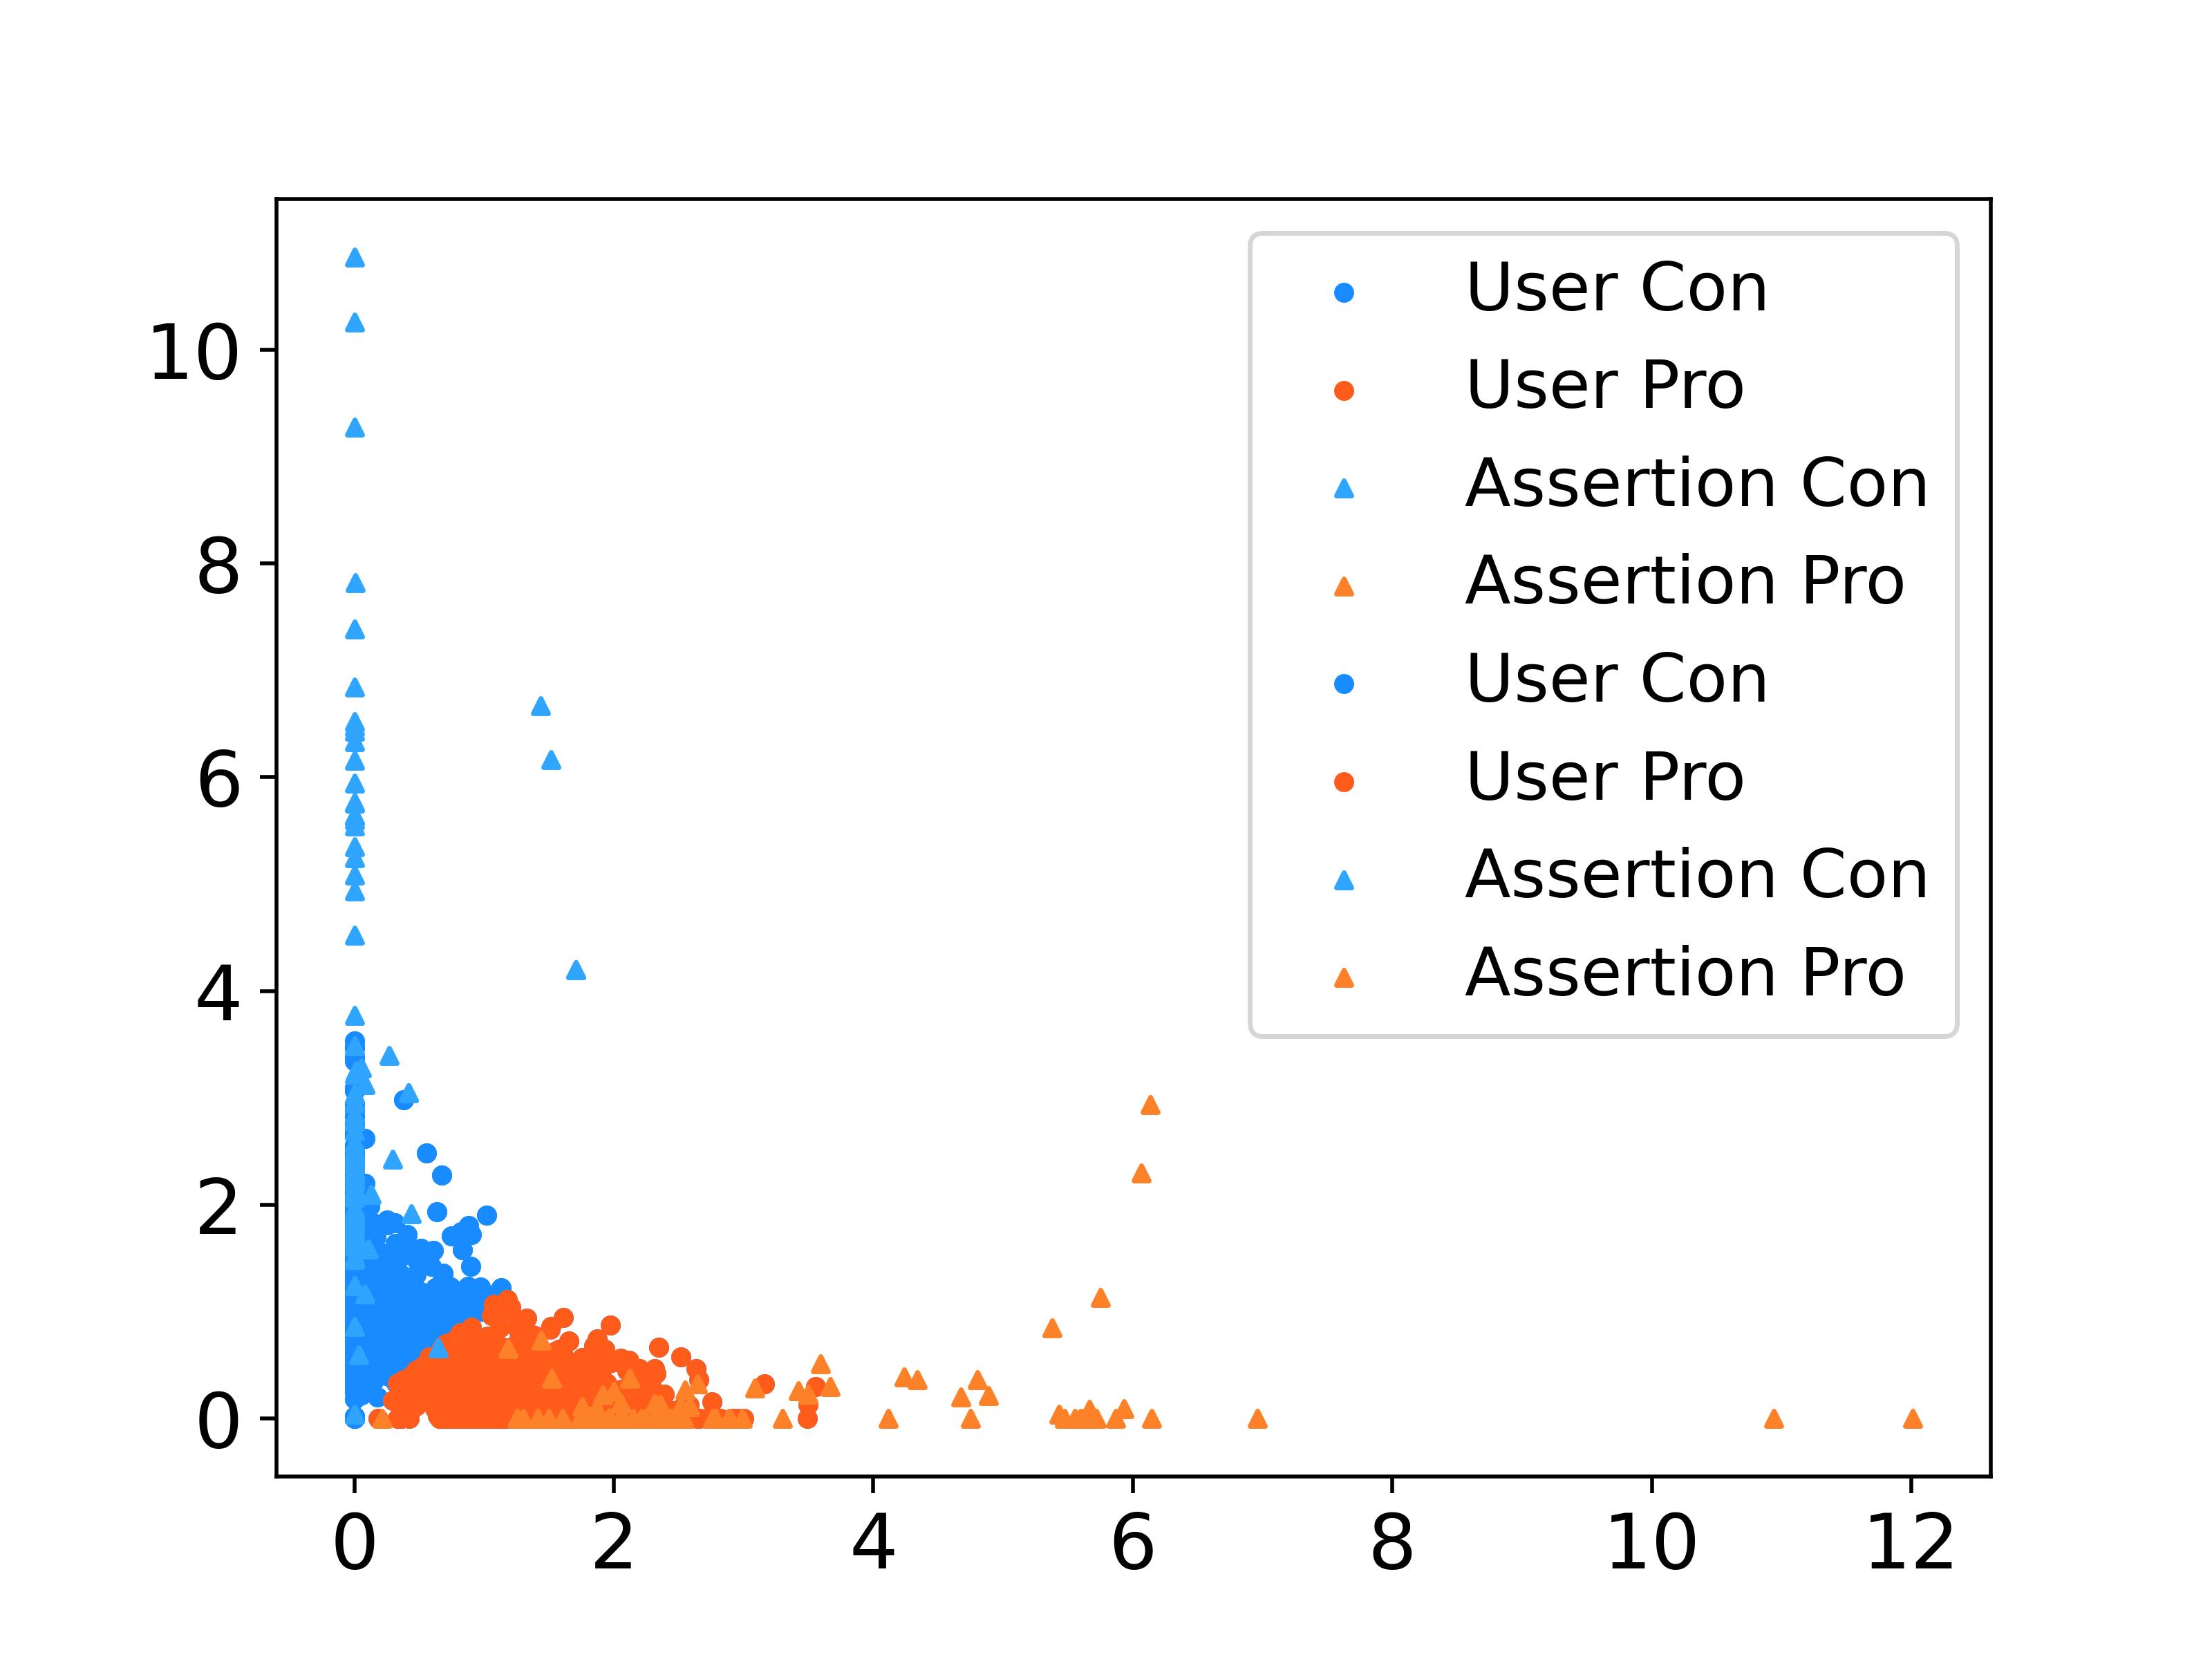 10
8
6
4
2
0
0 2 4 6 8 10 12
User Con
User Pro
Assertion Con
Assertion Pro
User Con
User Pro
Assertion Con
Assertion Pro